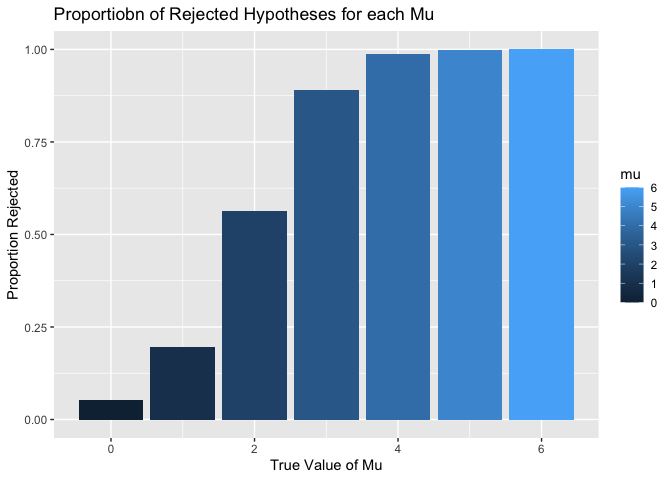 Proportiobn of Rejected Hypotheses for each Mu
1.00
0.75
0.50
0.25
0.00
Proportion Rejected
0 2 4 6
True Value of Mu
mu
6
5
4
3
2
1
0